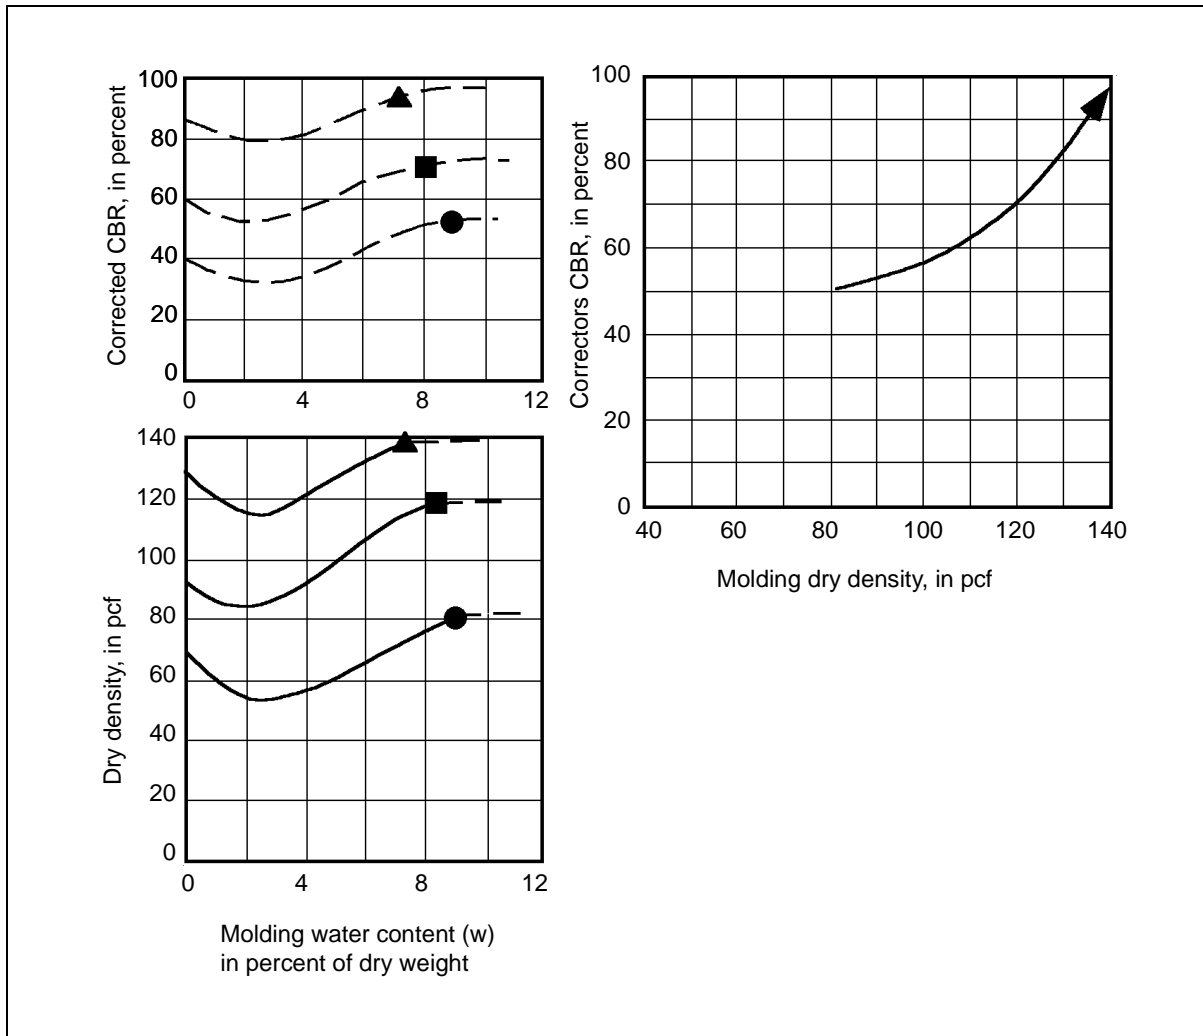 Corrected CBR, in percent
100
80
60
40
20
0
0 4 8 12
Dry density, in pcf
140
120
100
80
60
40
20
0
0 4 8 12
Molding water content (w)
in percent of dry weight
Correctors CBR, in percent
100
80
60
40
20
0
40 60 80 100 120 140
Molding dry density, in pcf